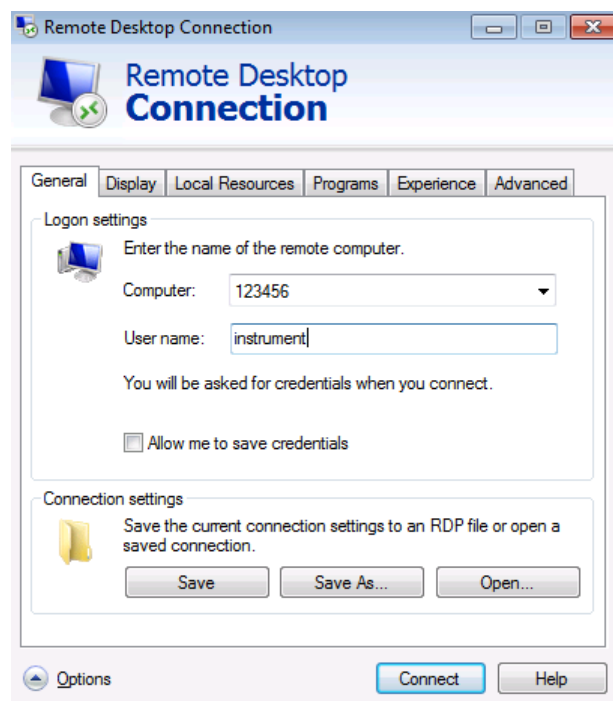 Remote Desktop Connection
Remote Desktop
Connection
General Display Local Resources Programs Experience Advanced
Logon settings
Enter the name of the remote computer.
Computer: 123456
User name: instrument
You will be asked for credentials when you connect.
Allow me to save credentials
Connection settings
Save the current connection settings to an RDP file or open a
saved connection.
Save Save As... Open...
Options Connect Help